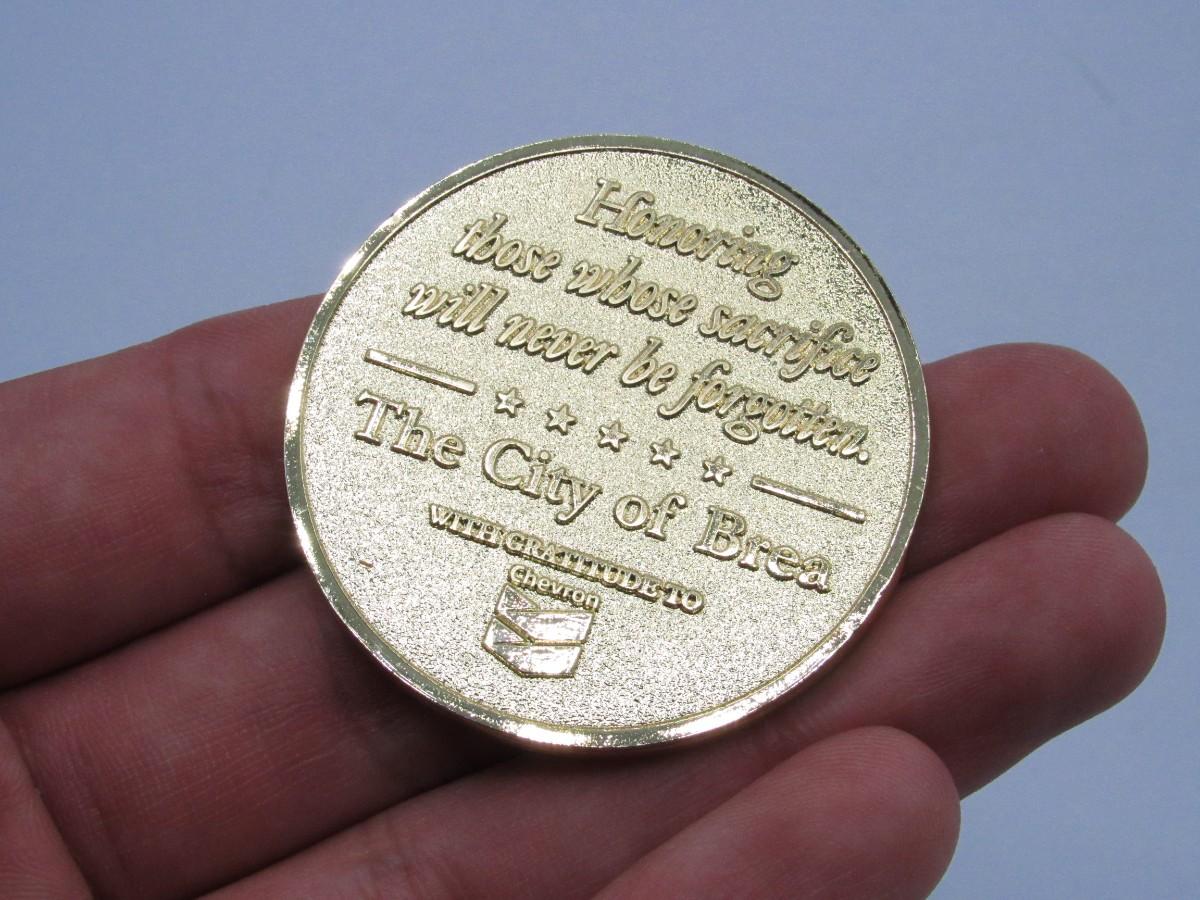 Honoring
those whose sacrifice
will never be forgotten.
The City of Brea
WITH GRATITUDE TO
Chevron